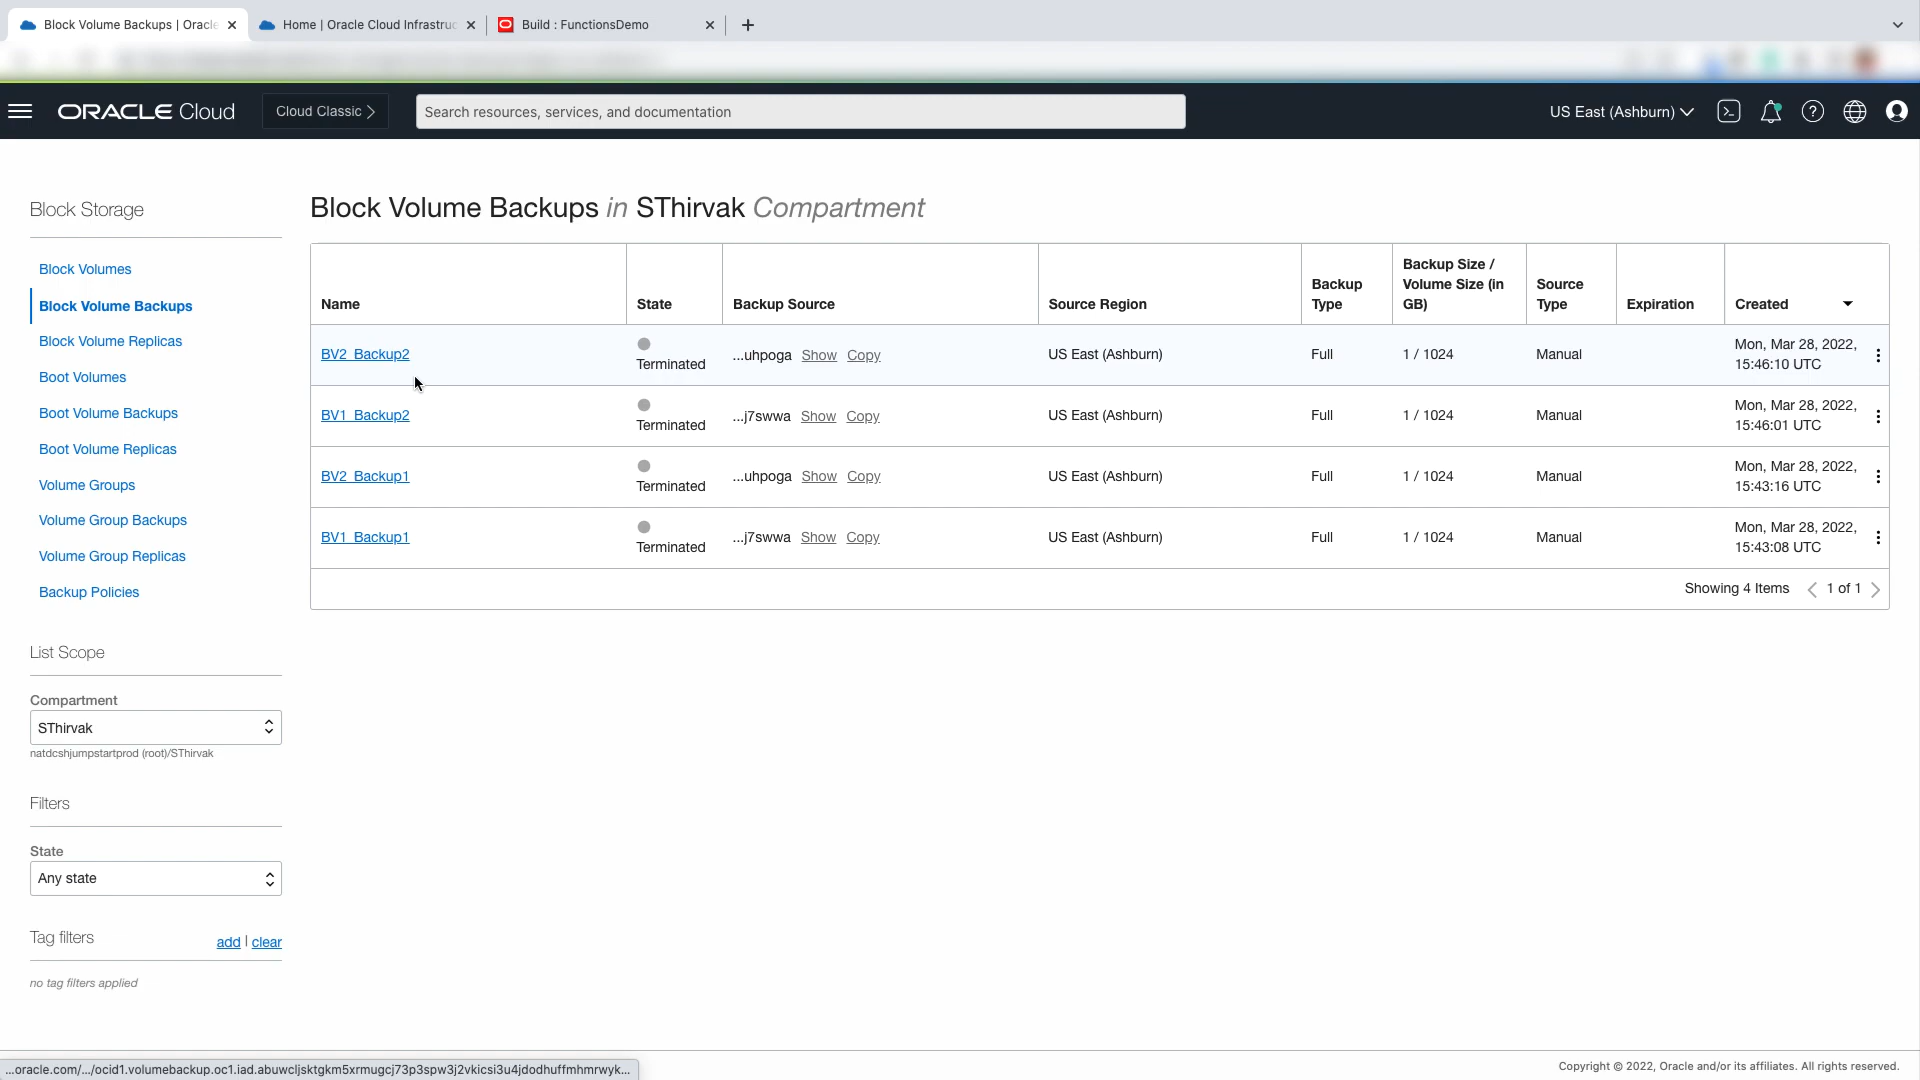 Block Volume Backups | Oracle
Home | Oracle Cloud Infrastruc
Build : FunctionsDemo
ORACLE Cloud
Cloud Classic
Search resources, services, and documentation
US East (Ashburn)
Block Storage
Block Volumes
Block Volume Backups
Block Volume Replicas
Boot Volumes
Boot Volume Backups
Boot Volume Replicas
Volume Groups
Volume Group Backups
Volume Group Replicas
Backup Policies
List Scope
Compartment
SThirvak
natdcshjumpstartprod (root)/SThirvak
Filters
State
Any state
Tag filters
add | clear
no tag filters applied
Block Volume Backups in SThirvak Compartment
Name State Backup Source Source Region Backup Type Backup Size / Volume Size (in GB) Source Type Expiration Created
BV2_Backup2 Terminated ...uhpoga Show Copy US East (Ashburn) Full 1 / 1024 Manual Mon, Mar 28, 2022, 15:46:10 UTC
BV1_Backup2 Terminated ...j7swwa Show Copy US East (Ashburn) Full 1 / 1024 Manual Mon, Mar 28, 2022, 15:46:01 UTC
BV2_Backup1 Terminated ...uhpoga Show Copy US East (Ashburn) Full 1 / 1024 Manual Mon, Mar 28, 2022, 15:43:16 UTC
BV1_Backup1 Terminated ...j7swwa Show Copy US East (Ashburn) Full 1 / 1024 Manual Mon, Mar 28, 2022, 15:43:08 UTC
Showing 4 Items < 1 of 1 >
...oracle.com/.../ocid1.volumebackup.oc1.iad.abuwcljsktgkm5xrmugcj73p3spw3j2vkicsi3u4jdodhuffmhmrwyk...
Copyright © 2022, Oracle and/or its affiliates. All rights reserved.